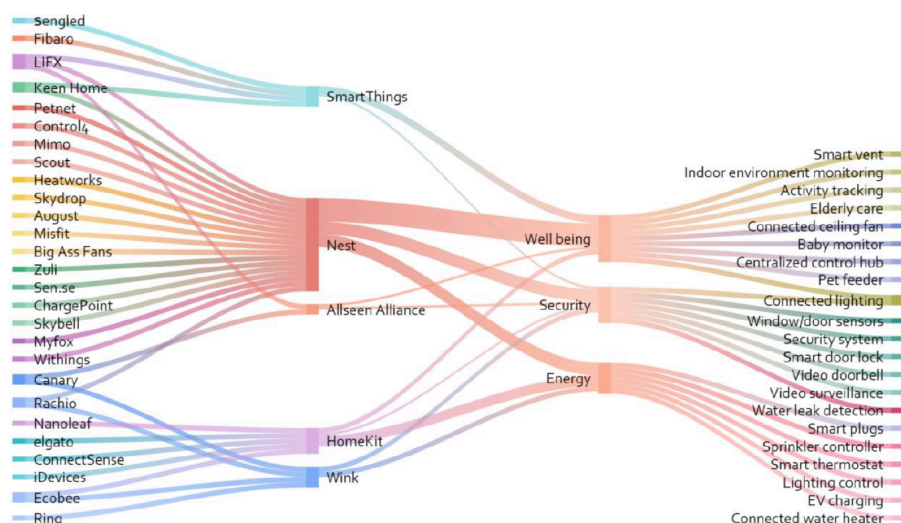 Sengled
Fibaro
LIFX
Keen Home
Petnet
Control4
Mimo
Scout
Heatworks
Skydrop
August
Misfit
Big Ass Fans
Zuli
Sen.se
ChargePoint
Skybell
Myfox
Withings
Canary
Rachio
Nanoleaf
elgato
ConnectSense
iDevices
Ecobee
Ring
SmartThings
Nest
Allseen Alliance
HomeKit
Wink
Well being
Security
Energy
Smart vent
Indoor environment monitoring
Activity tracking
Elderly care
Connected ceiling fan
Baby monitor
Centralized control hub
Pet feeder
Connected lighting
Window/door sensors
Security system
Smart door lock
Video doorbell
Video surveillance
Water leak detection
Smart plugs
Sprinkler controller
Smart thermostat
Lighting control
EV charging
Connected water heater